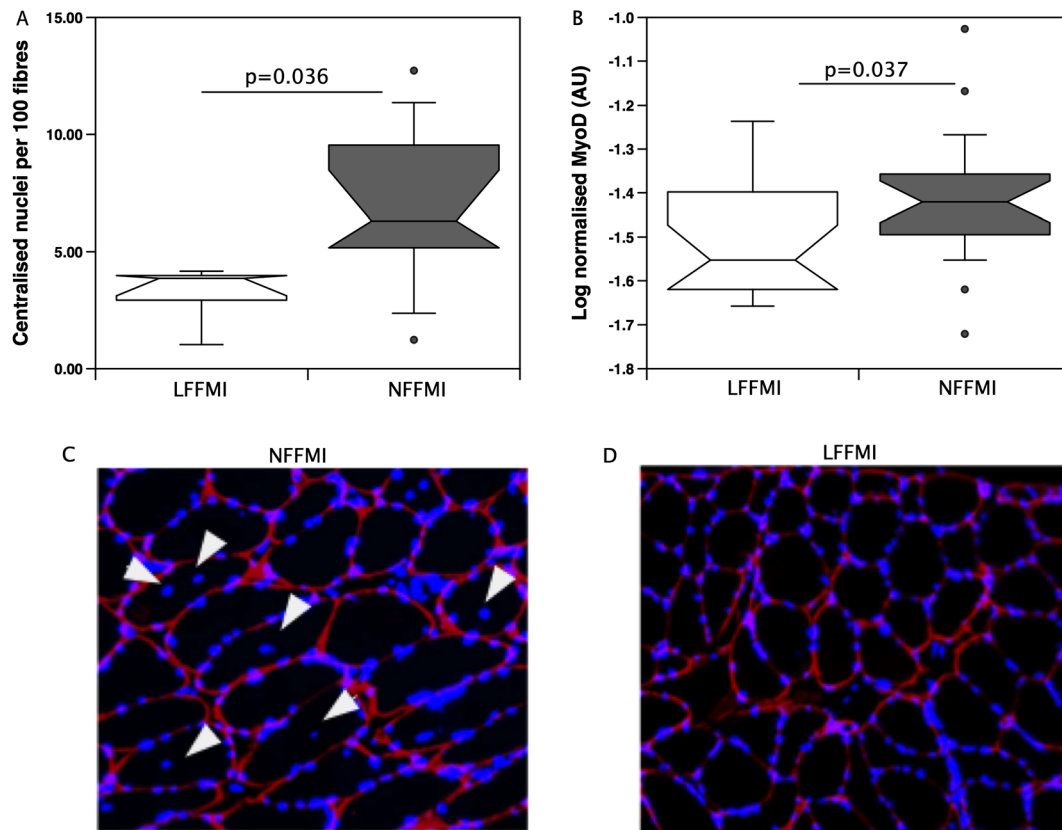 A
Centralised nuclei per 100 fibres
15.00
10.00
5.00
0.00
p=0.036
LFFMI
NFFMI
B
Log normalised MyoD (AU)
-1.0
-1.1
-1.2
-1.3
-1.4
-1.5
-1.6
-1.7
-1.8
p=0.037
LFFMI
NFFMI
C
NFFMI
D
LFFMI